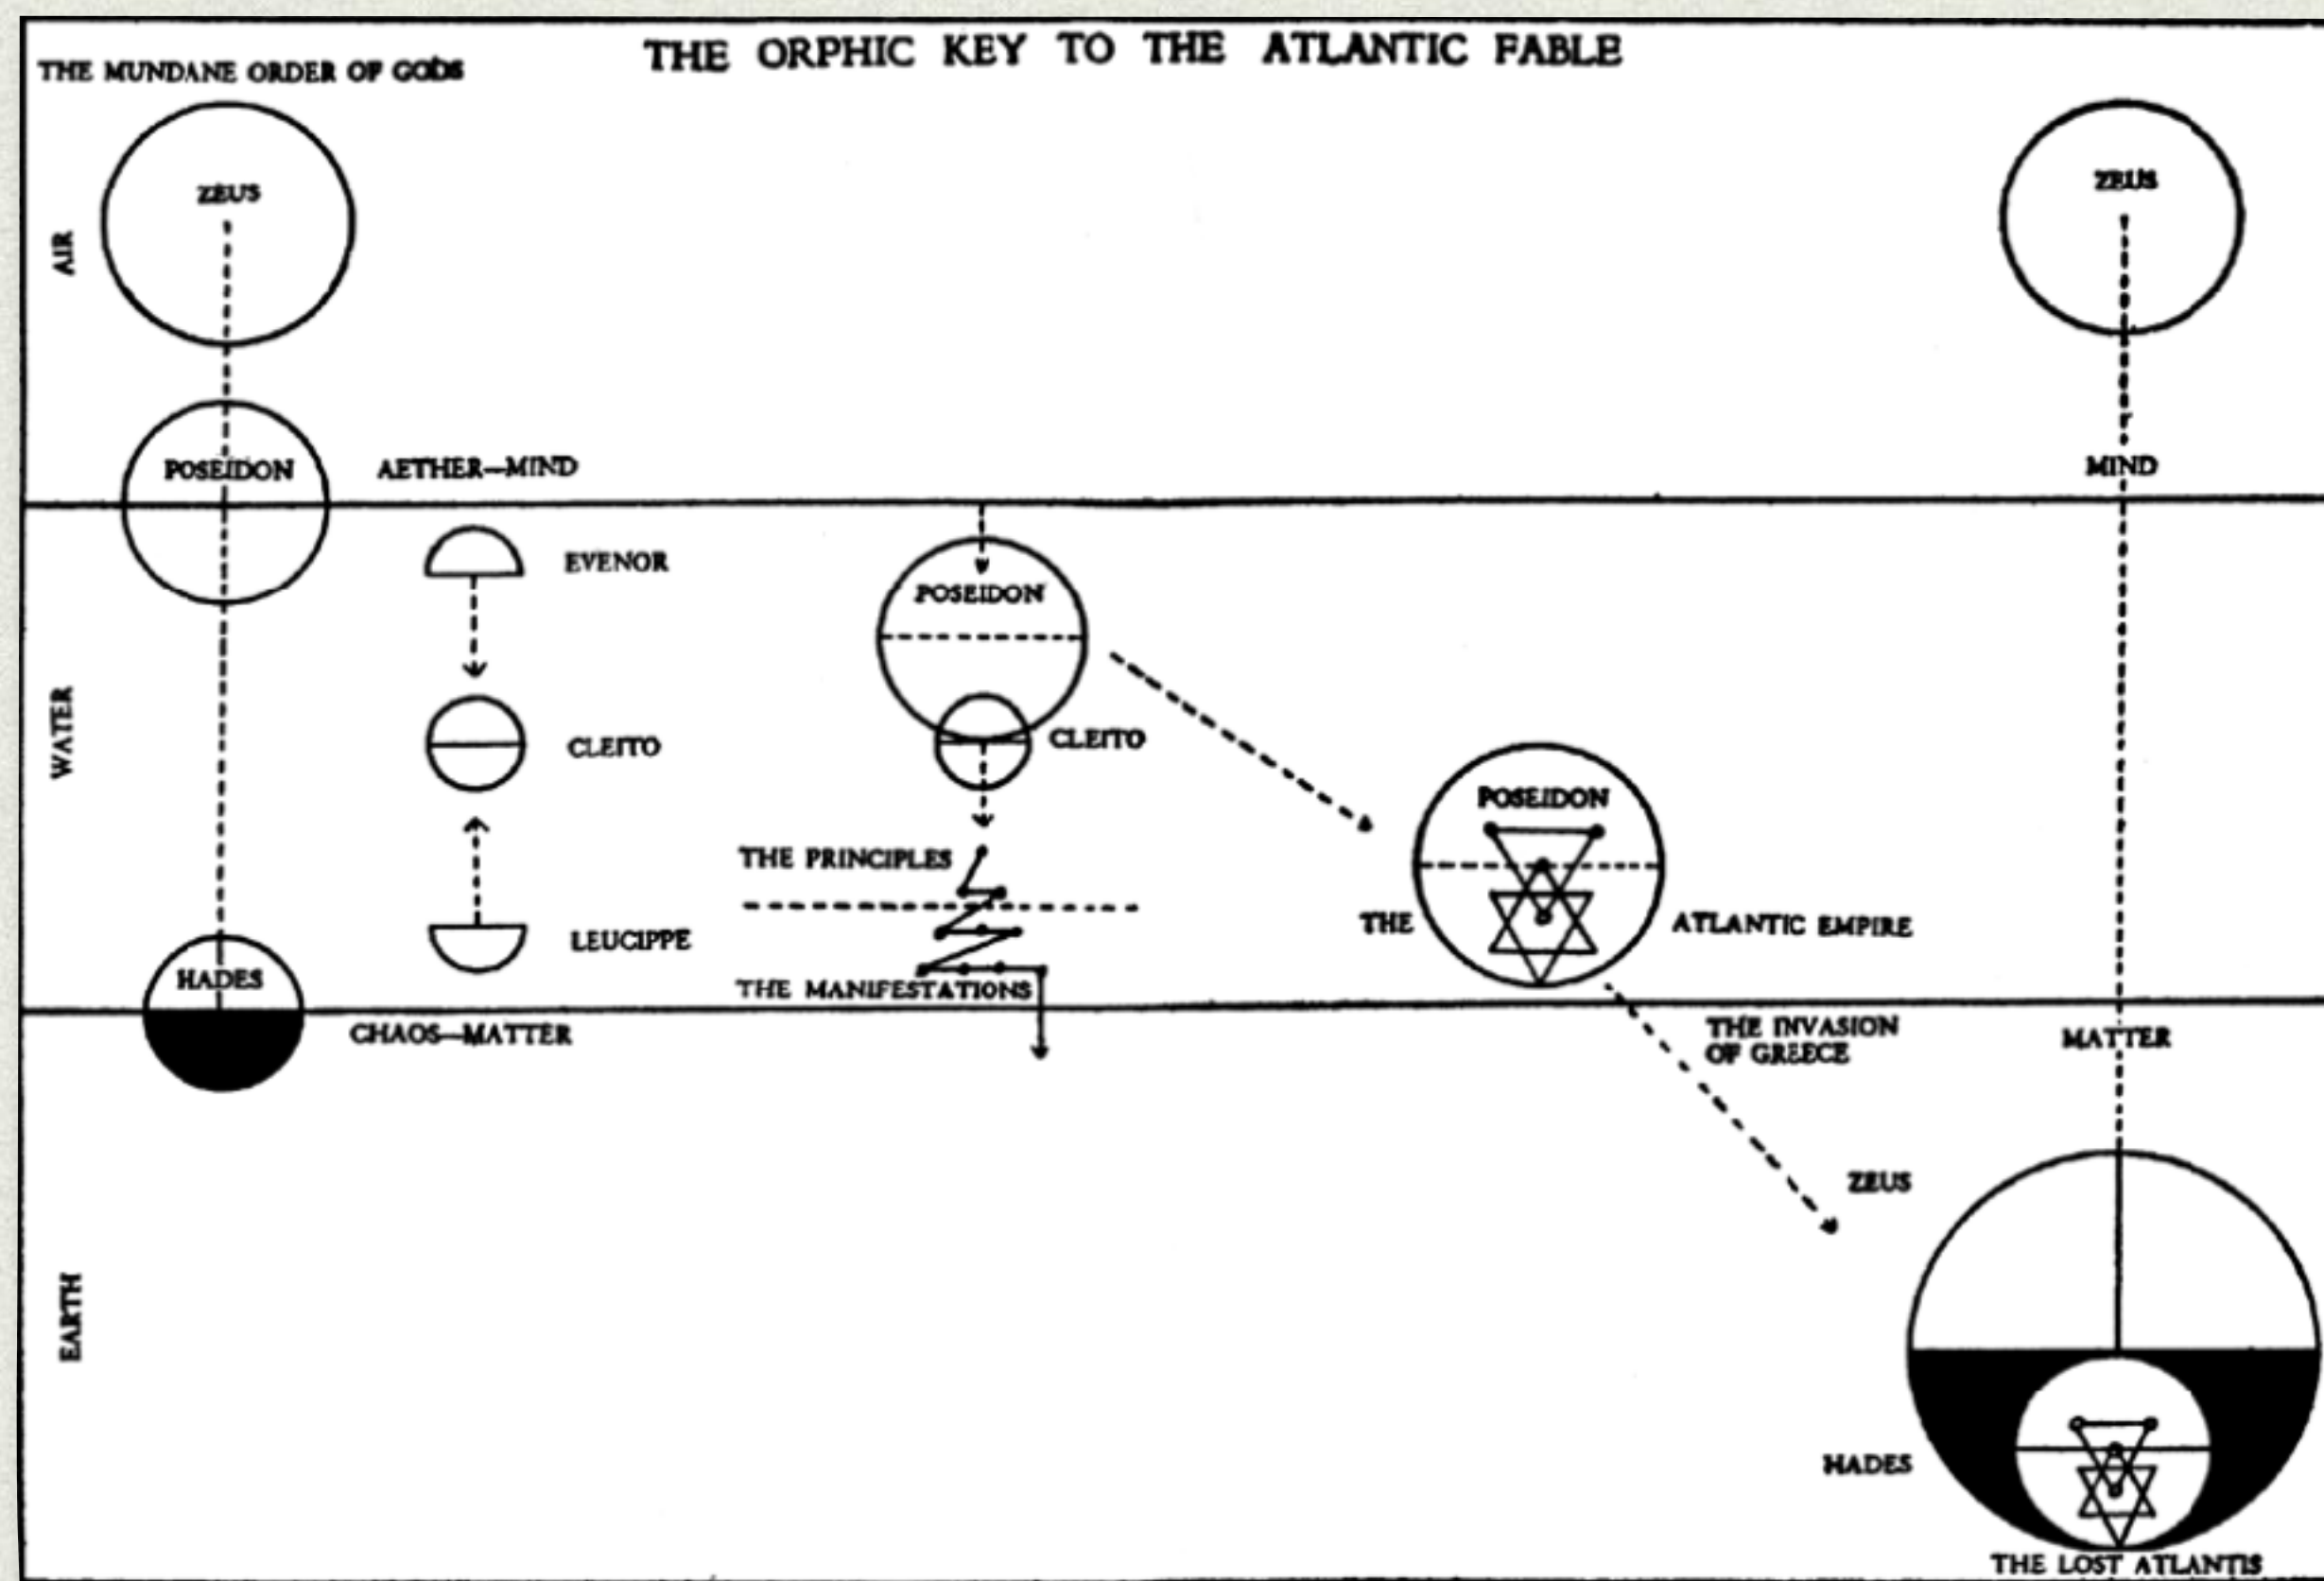 THE ORPHIC KEY TO THE ATLANTIC FABLE
THE MUNDANE ORDER OF GODS
ZEUS
ZEUS
AIR
POSEIDON
AETHER—MIND
MIND
EVENOR
POSEIDON
WATER
CLEITO
CLEITO
POSEIDON
THE PRINCIPLES
THE
ATLANTIC EMPIRE
LEUCIPPE
HADES
THE MANIFESTATIONS
CHAOS—MATTER
THE INVASION
OF GREECE
MATTER
ZEUS
EARTH
HADES
THE LOST ATLANTIS